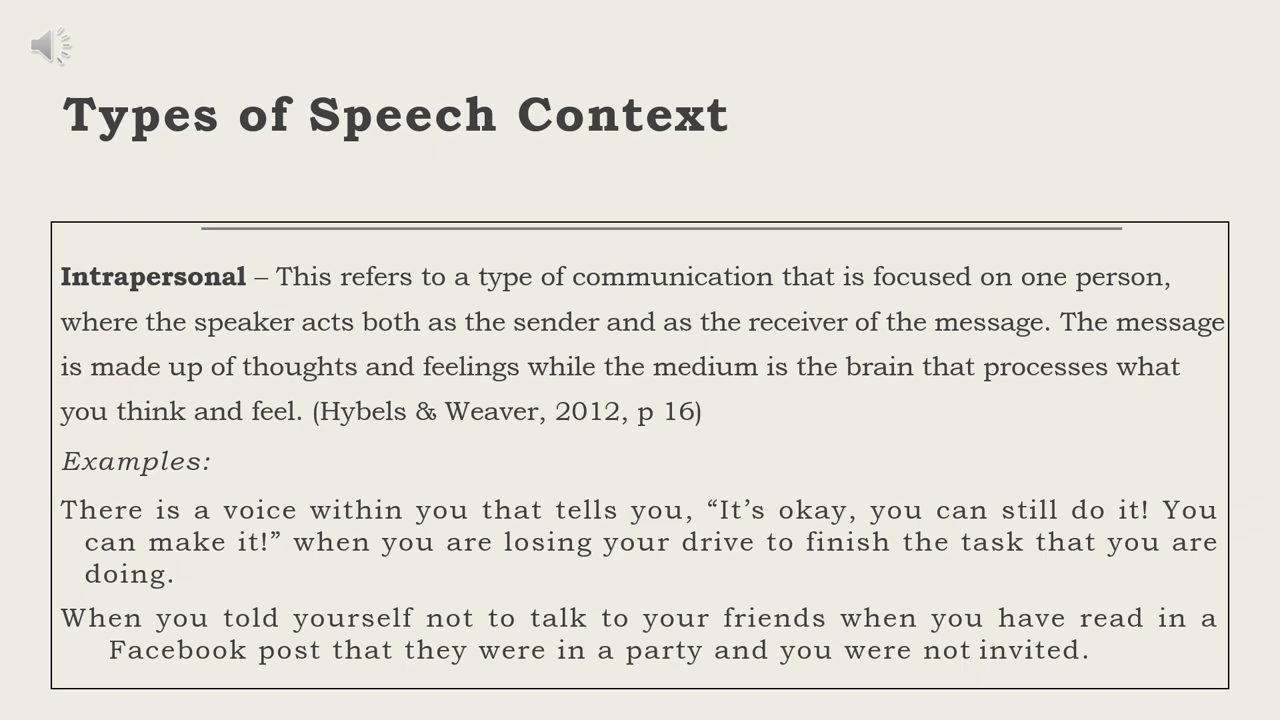 Types of Speech Context
Intrapersonal – This refers to a type of communication that is focused on one person,
where the speaker acts both as the sender and as the receiver of the message. The message
is made up of thoughts and feelings while the medium is the brain that processes what
you think and feel. (Hybels & Weaver, 2012, p 16)
Examples:
There is a voice within you that tells you, “It’s okay, you can still do it! You
can make it!” when you are losing your drive to finish the task that you are
doing.
When you told yourself not to talk to your friends when you have read in a
Facebook post that they were in a party and you were not invited.